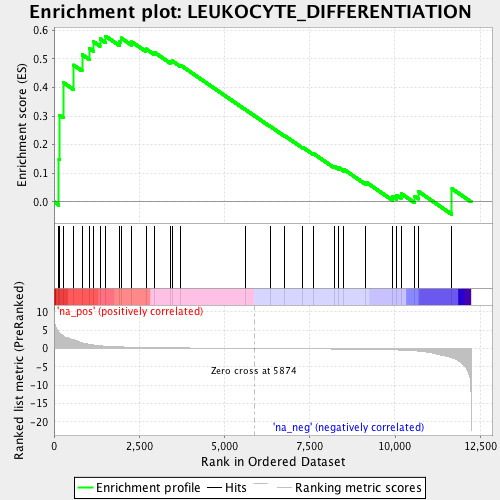 Enrichment plot: LEUKOCYTE_DIFFERENTIATION
Enrichment score (ES)
0.6
0.5
0.4
0.3
0.2
0.1
0.0
'na_pos' (positively correlated)
Ranked list metric (PreRanked)
10
5
0
-5
-10
-15
-20
Zero cross at 5874
'na_neg' (negatively correlated)
0
2,500
5,000
7,500
10,000
12,500
Rank in Ordered Dataset
Enrichment profile
Hits
Ranking metric scores